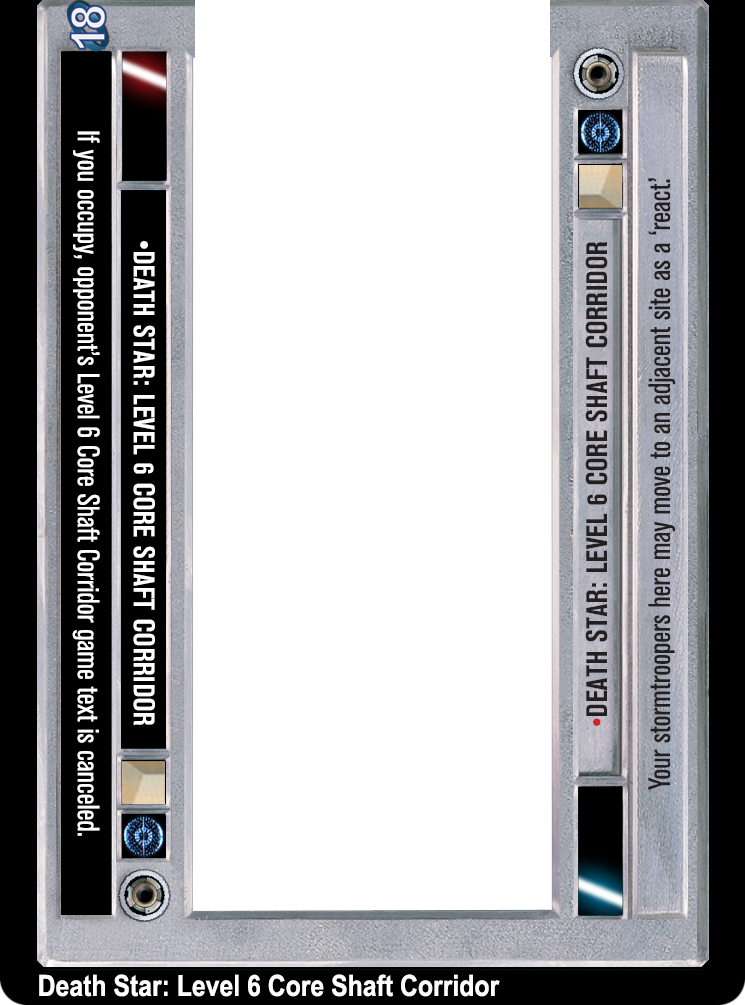 18
If you occupy, opponent's Level 6 Core Shaft Corridor game text is canceled.
•DEATH STAR: LEVEL 6 CORE SHAFT CORRIDOR
•DEATH STAR: LEVEL 6 CORE SHAFT CORRIDOR
Your stormtroopers here may move to an adjacent site as a ‘react.’
Death Star: Level 6 Core Shaft Corridor